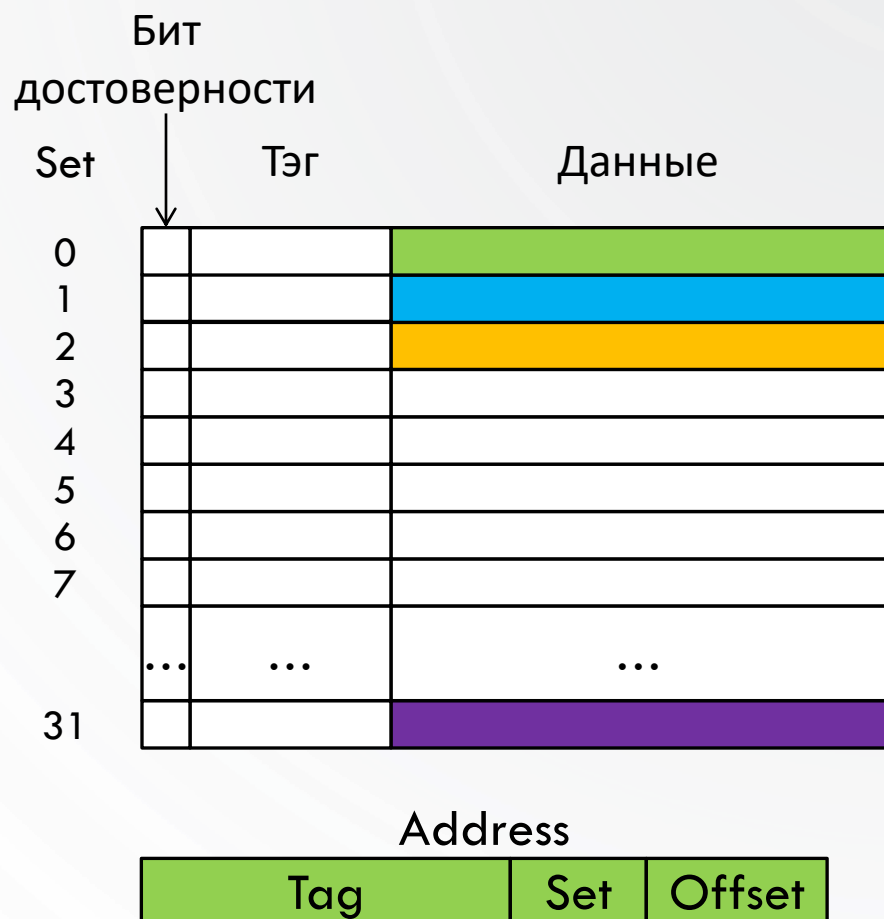 Бит
достоверности
Set Тэг Данные
0
1
2
3
4
5
6
7
... ... ...
31
Address
Tag Set Offset